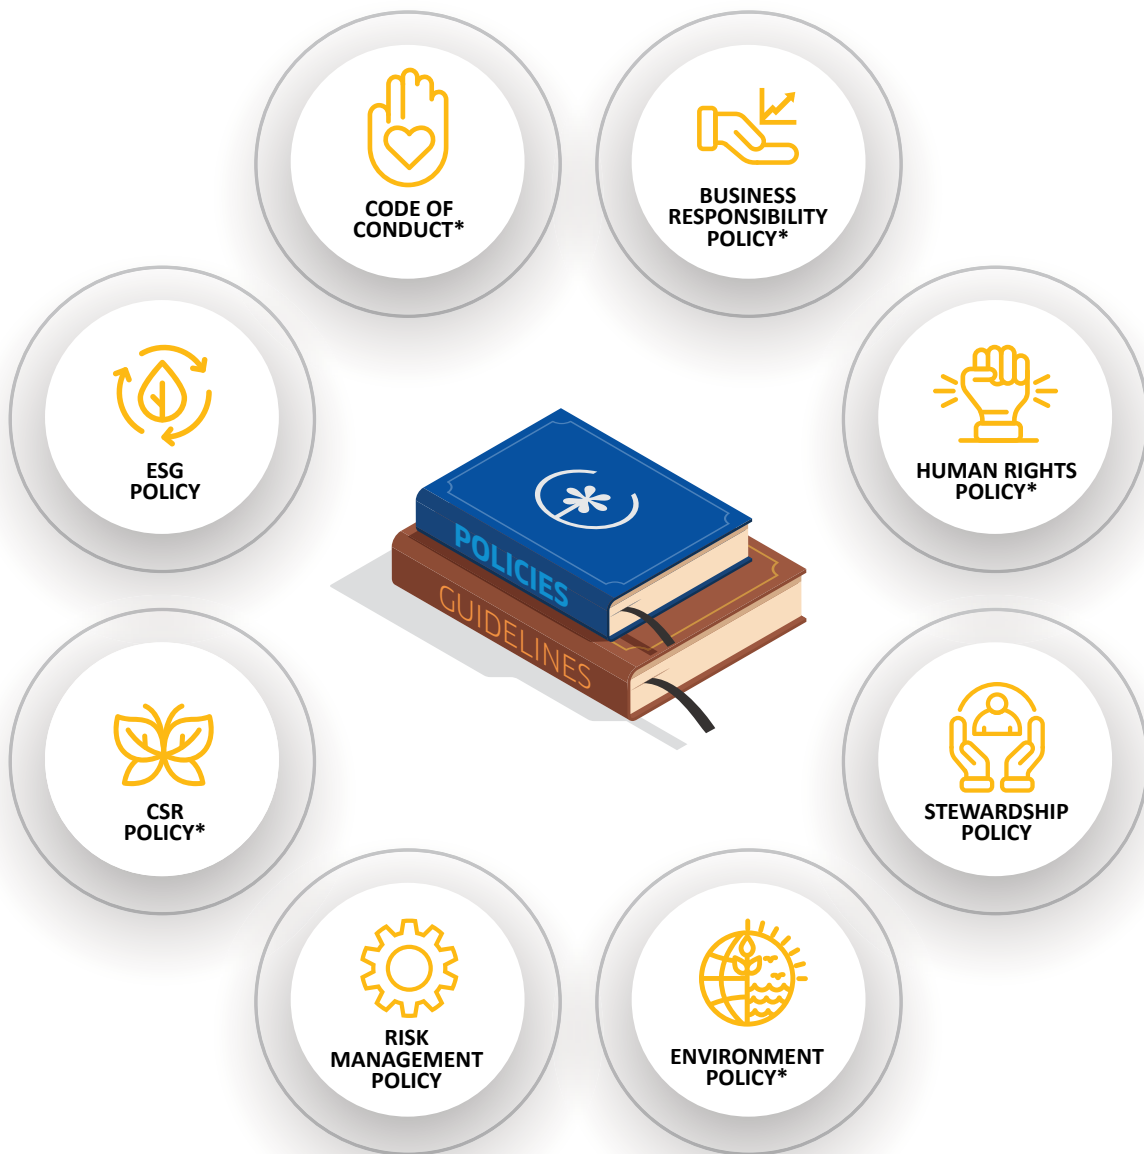 CODE OF
CONDUCT*
BUSINESS
RESPONSIBILITY
POLICY*
ESG
POLICY
HUMAN RIGHTS
POLICY*
POLICIES
GUIDELINES
CSR
POLICY*
STEWARDSHIP
POLICY
RISK
MANAGEMENT
POLICY
ENVIRONMENT
POLICY*